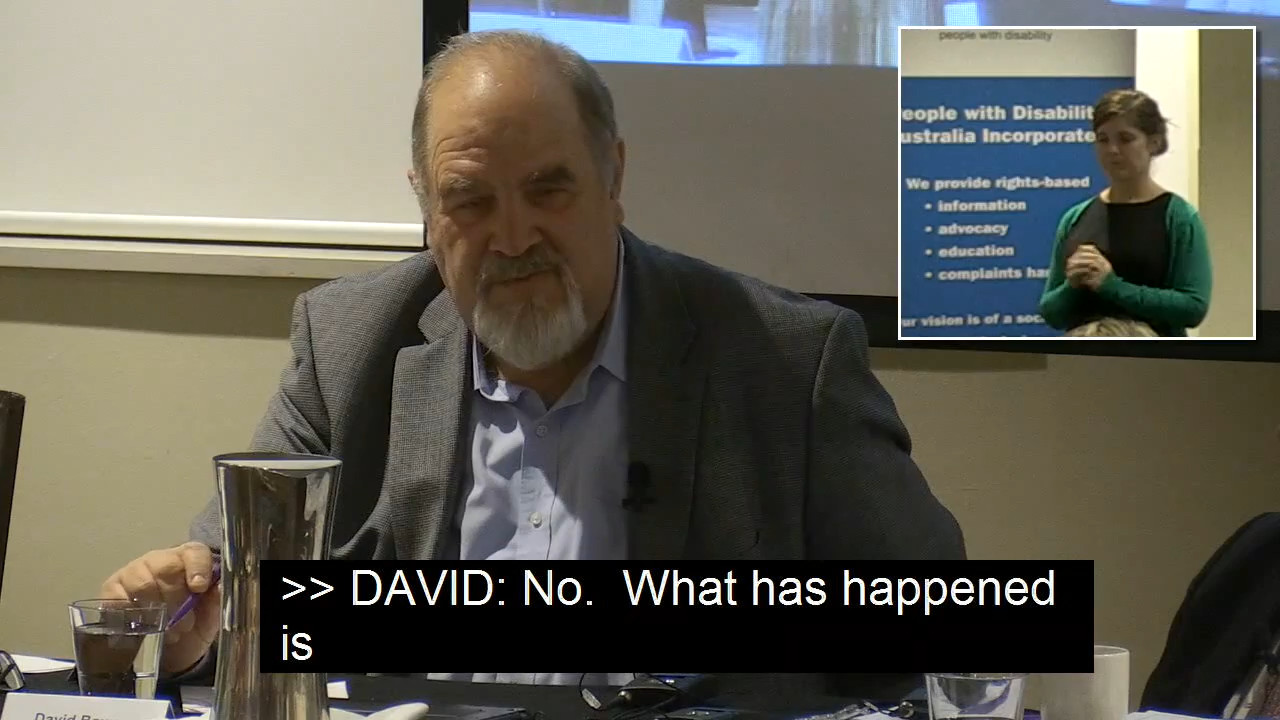 people with disability
eople with Disabilit
ustralia Incorporate
We provide rights-based
• information
• advocacy
• education
• complaints ha
ur vision is of a soc
>> DAVID: No.  What has happened
is
David